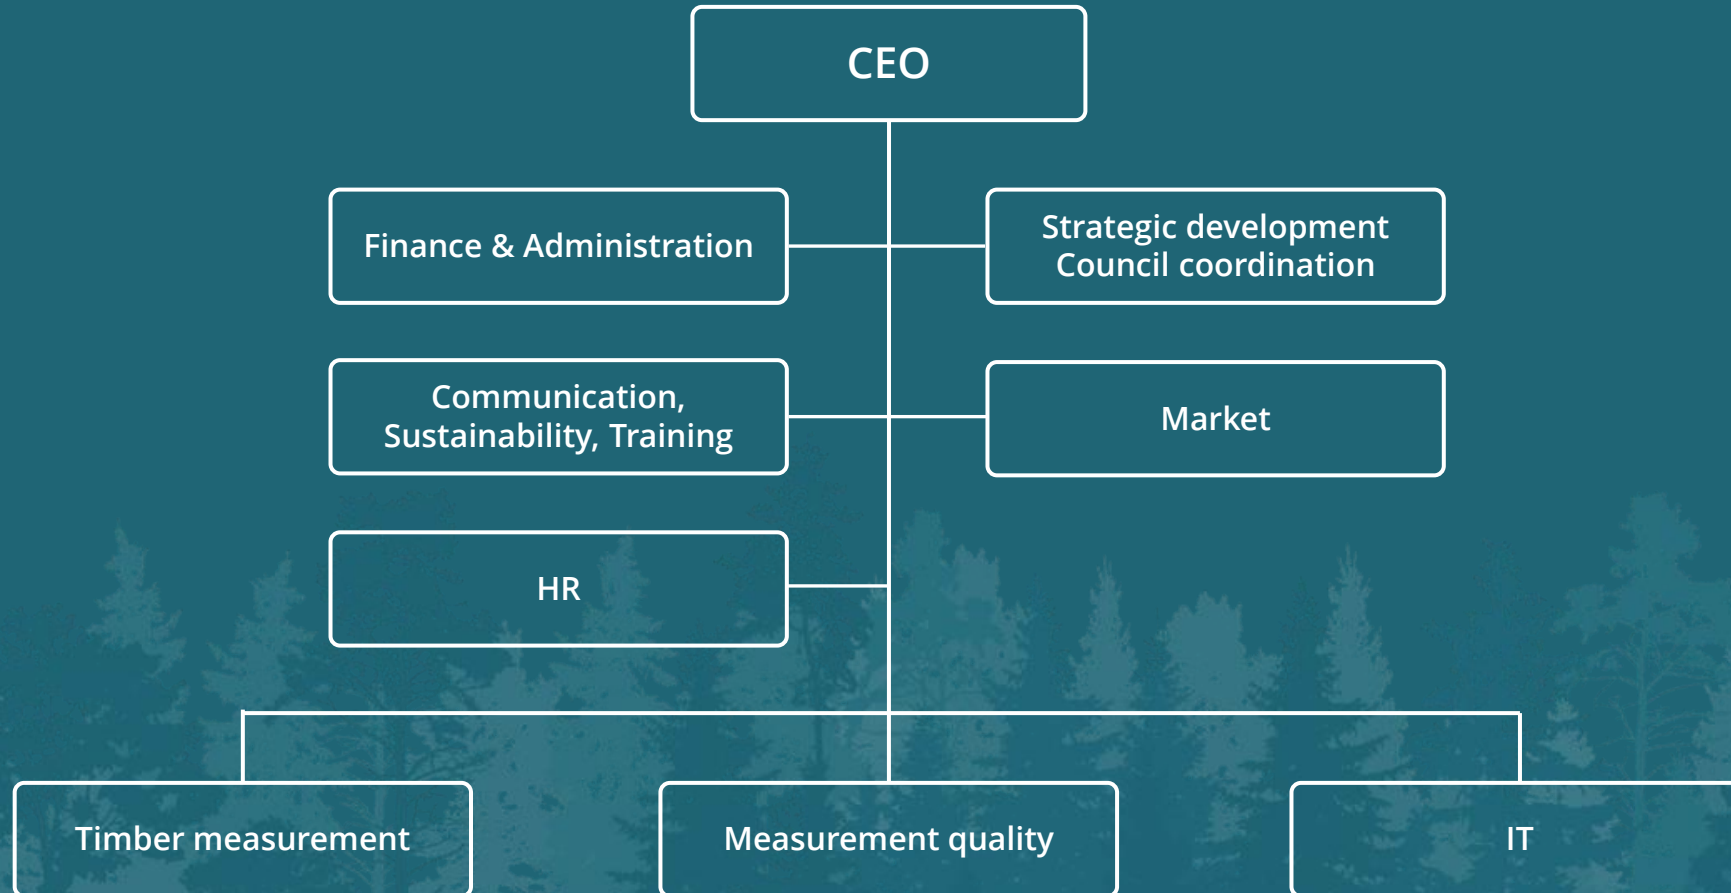 CEO
Finance & Administration
Strategic development
Council coordination
Communication,
Sustainability, Training
Market
HR
Timber measurement
Measurement quality
IT